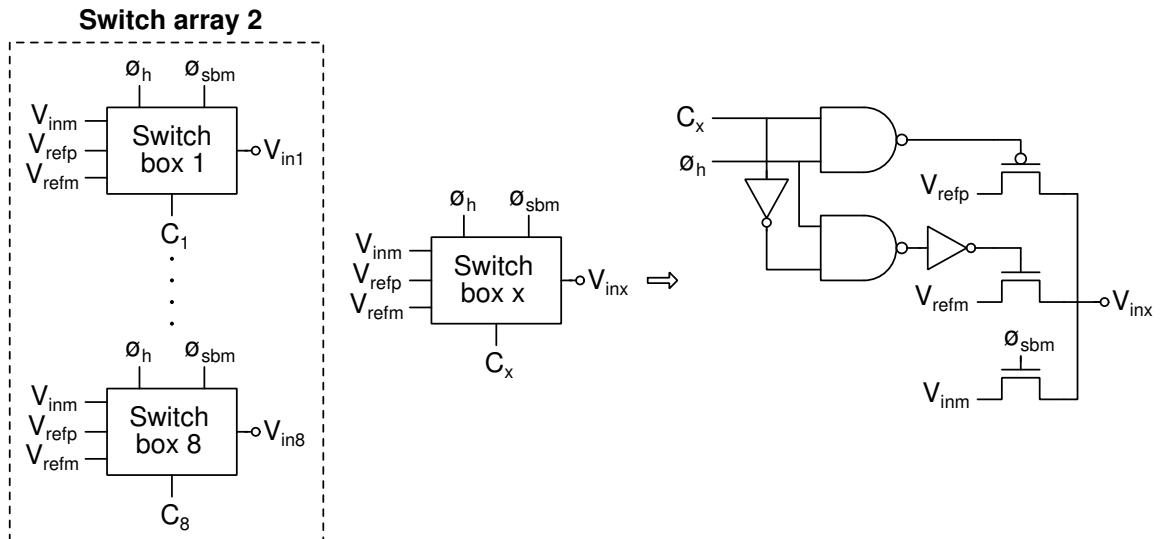 Switch array 2
ø_h ø_sbm
V_inm
V_refp
V_refm
Switch
box 1
V_in1
C_1
ø_h ø_sbm
V_inm
V_refp
V_refm
Switch
box 8
V_in8
C_8
ø_h ø_sbm
V_inm
V_refp
V_refm
Switch
box x
V_inx
C_x
C_x
ø_h
V_refp
V_refm
V_inx
ø_sbm
V_inm